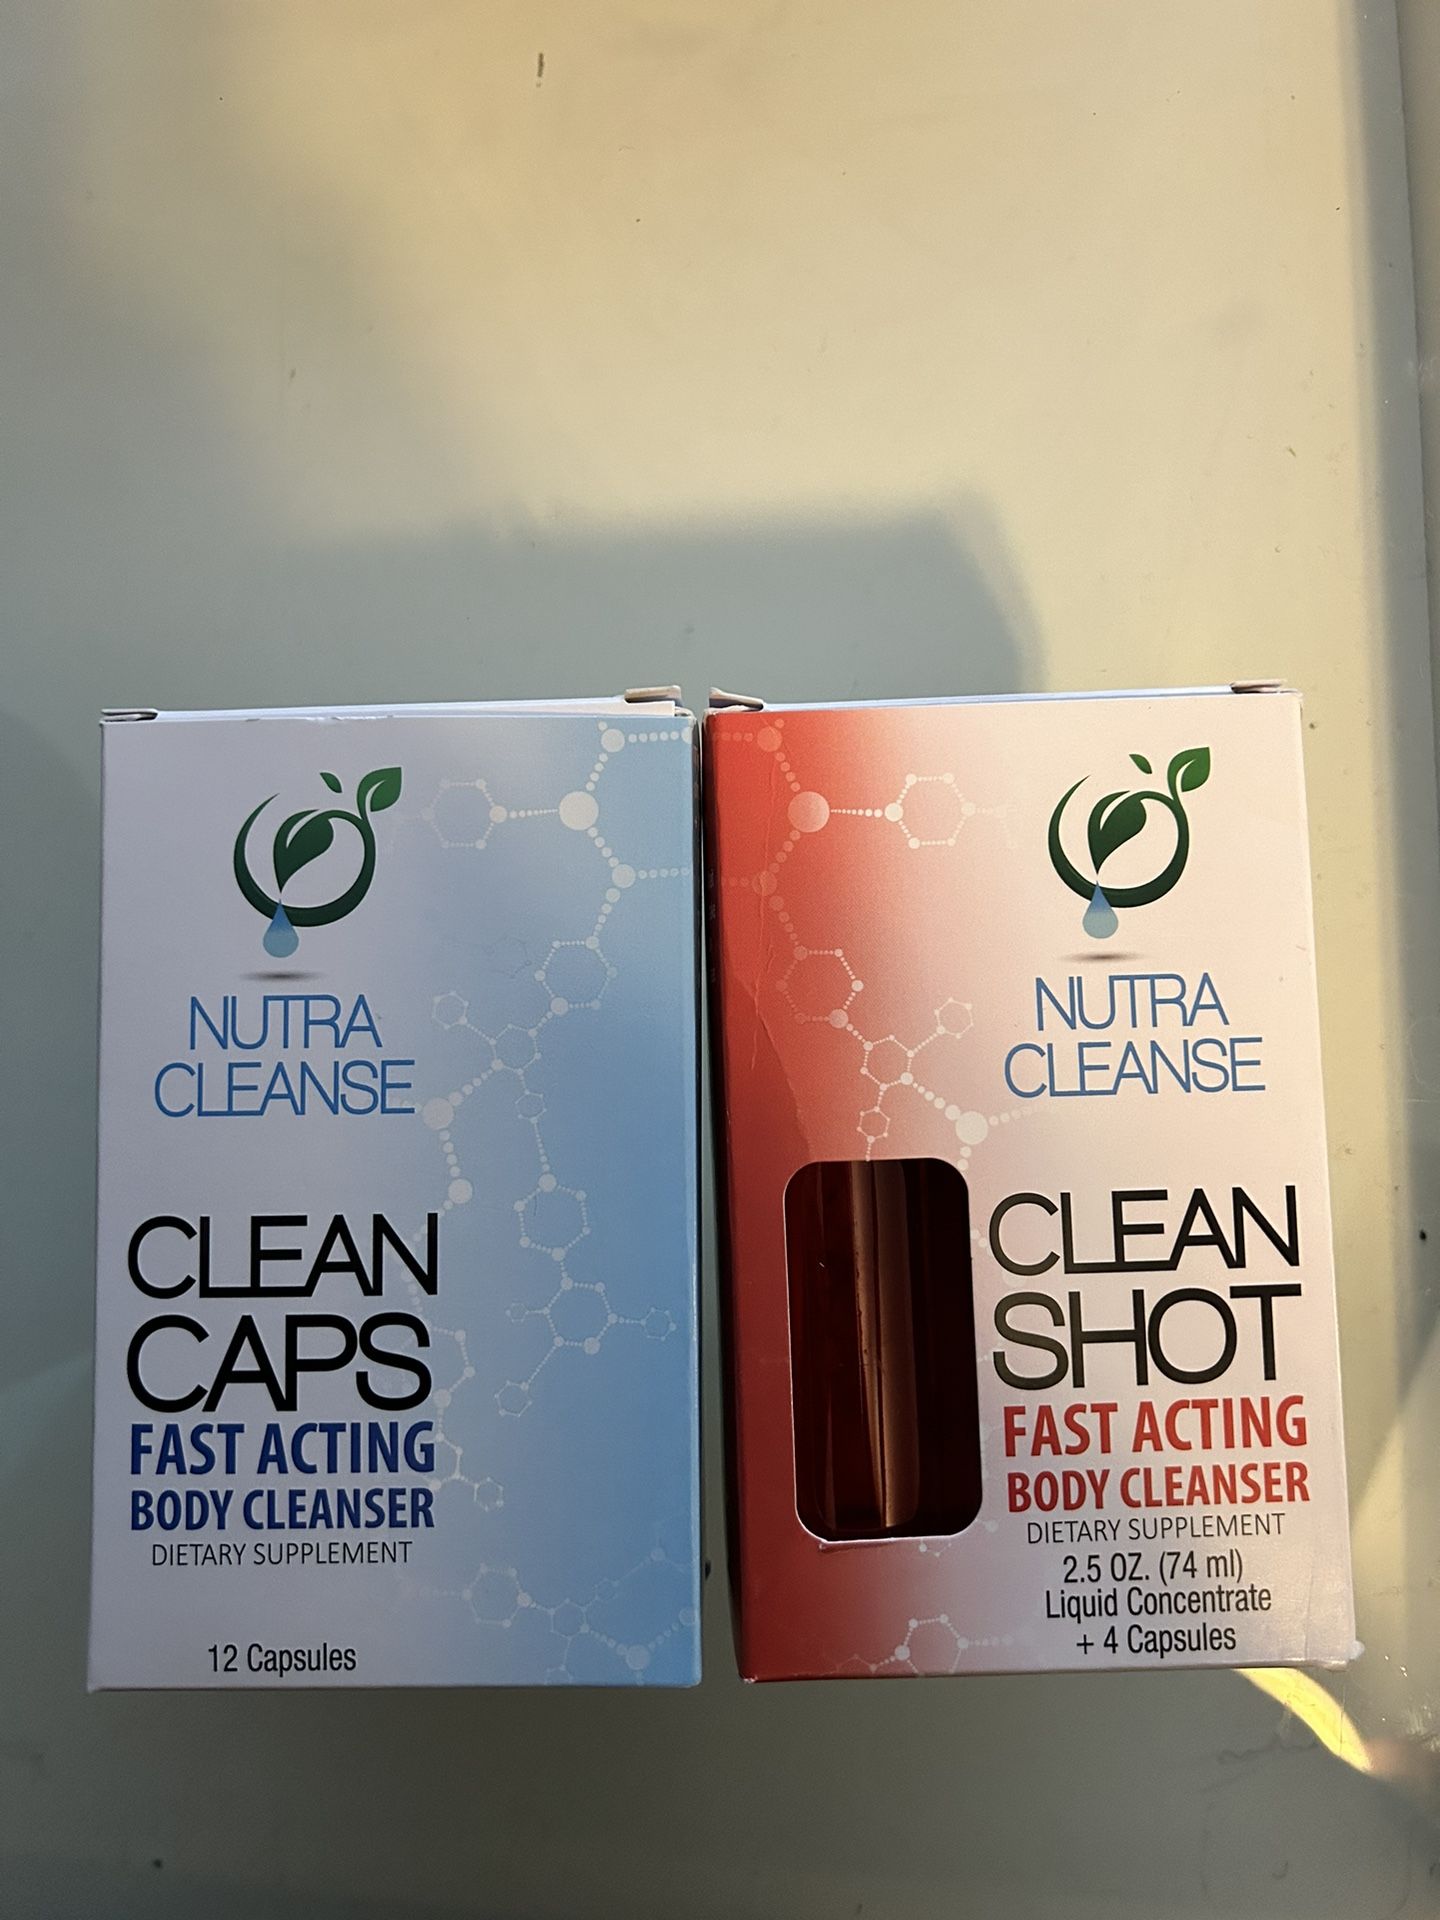 NUTRA
CLEANSE
CLEAN
CAPS
FAST ACTING
BODY CLEANSER
DIETARY SUPPLEMENT
12 Capsules
NUTRA
CLEANSE
CLEAN
SHOT
FAST ACTING
BODY CLEANSER
DIETARY SUPPLEMENT
2.5 OZ. (74 ml)
Liquid Concentrate
+ 4 Capsules